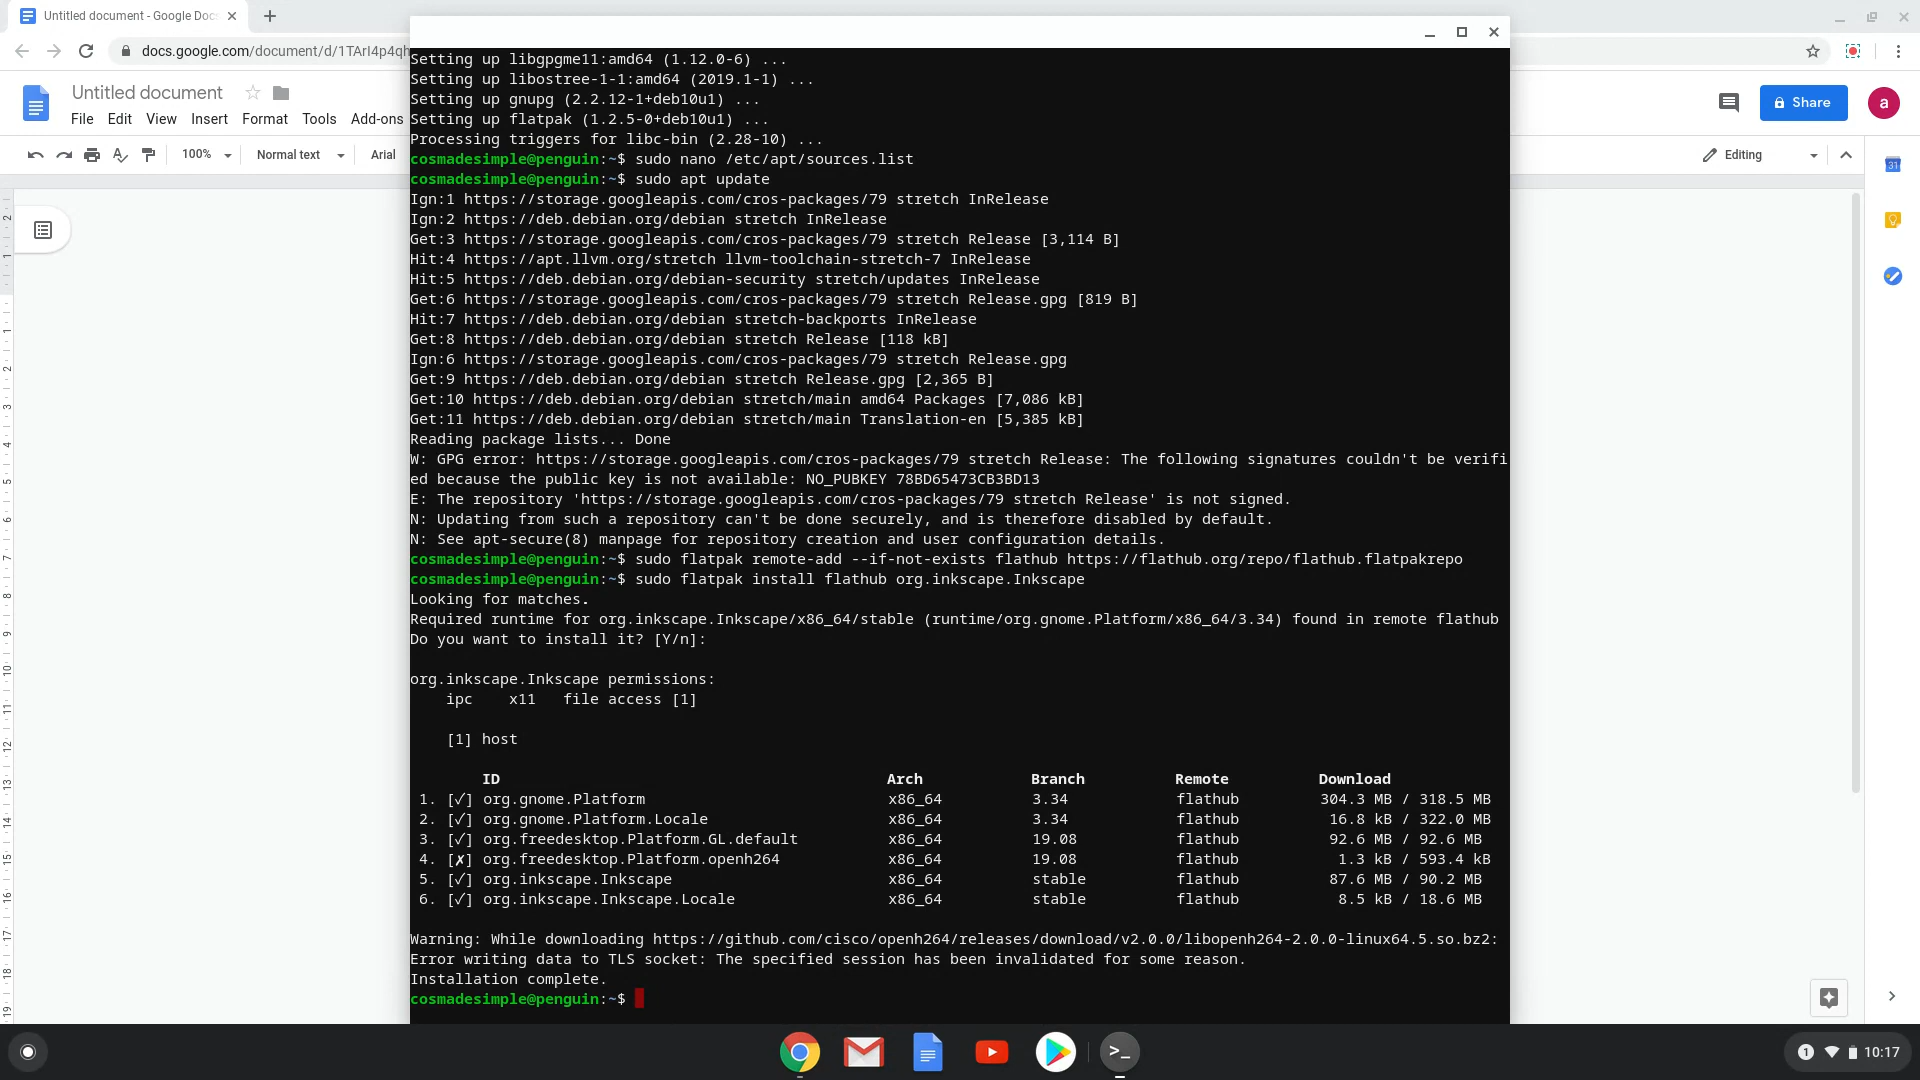 Untitled document - Google Doc
docs.google.com/document/d/1TArI4p4qh
Untitled document
File Edit View Insert Format Tools Add-ons
Share
a
100% Normal text Arial
Editing
31
2
1
1
2
3
4
5
6
7
8
9
10
11
12
13
14
15
16
17
18
19
Setting up libgpgme11:amd64 (1.12.0-6) ...
Setting up libostree-1-1:amd64 (2019.1-1) ...
Setting up gnupg (2.2.12-1+deb10u1) ...
Setting up flatpak (1.2.5-0+deb10u1) ...
Processing triggers for libc-bin (2.28-10) ...
cosmadesimple@penguin:~$ sudo nano /etc/apt/sources.list
cosmadesimple@penguin:~$ sudo apt update
Ign:1 https://storage.googleapis.com/cros-packages/79 stretch InRelease
Ign:2 https://deb.debian.org/debian stretch InRelease
Get:3 https://storage.googleapis.com/cros-packages/79 stretch Release [3,114 B]
Hit:4 https://apt.llvm.org/stretch llvm-toolchain-stretch-7 InRelease
Hit:5 https://deb.debian.org/debian-security stretch/updates InRelease
Get:6 https://storage.googleapis.com/cros-packages/79 stretch Release.gpg [819 B]
Hit:7 https://deb.debian.org/debian stretch-backports InRelease
Get:8 https://deb.debian.org/debian stretch Release [118 kB]
Ign:6 https://storage.googleapis.com/cros-packages/79 stretch Release.gpg
Get:9 https://deb.debian.org/debian stretch Release.gpg [2,365 B]
Get:10 https://deb.debian.org/debian stretch/main amd64 Packages [7,086 kB]
Get:11 https://deb.debian.org/debian stretch/main Translation-en [5,385 kB]
Reading package lists... Done
W: GPG error: https://storage.googleapis.com/cros-packages/79 stretch Release: The following signatures couldn't be verifi
ed because the public key is not available: NO_PUBKEY 78BD65473CB3BD13
E: The repository 'https://storage.googleapis.com/cros-packages/79 stretch Release' is not signed.
N: Updating from such a repository can't be done securely, and is therefore disabled by default.
N: See apt-secure(8) manpage for repository creation and user configuration details.
cosmadesimple@penguin:~$ sudo flatpak remote-add --if-not-exists flathub https://flathub.org/repo/flathub.flatpakrepo
cosmadesimple@penguin:~$ sudo flatpak install flathub org.inkscape.Inkscape
Looking for matches.
Required runtime for org.inkscape.Inkscape/x86_64/stable (runtime/org.gnome.Platform/x86_64/3.34) found in remote flathub
Do you want to install it? [Y/n]:
org.inkscape.Inkscape permissions:
ipc x11 file access [1]
[1] host
ID Arch Branch Remote Download
1. [✓] org.gnome.Platform x86_64 3.34 flathub 304.3 MB / 318.5 MB
2. [✓] org.gnome.Platform.Locale x86_64 3.34 flathub 16.8 kB / 322.0 MB
3. [✓] org.freedesktop.Platform.GL.default x86_64 19.08 flathub 92.6 MB / 92.6 MB
4. [✗] org.freedesktop.Platform.openh264 x86_64 19.08 flathub 1.3 kB / 593.4 kB
5. [✓] org.inkscape.Inkscape x86_64 stable flathub 87.6 MB / 90.2 MB
6. [✓] org.inkscape.Inkscape.Locale x86_64 stable flathub 8.5 kB / 18.6 MB
Warning: While downloading https://github.com/cisco/openh264/releases/download/v2.0.0/libopenh264-2.0.0-linux64.5.so.bz2:
Error writing data to TLS socket: The specified session has been invalidated for some reason.
Installation complete.
cosmadesimple@penguin:~$
>_
1 10:17